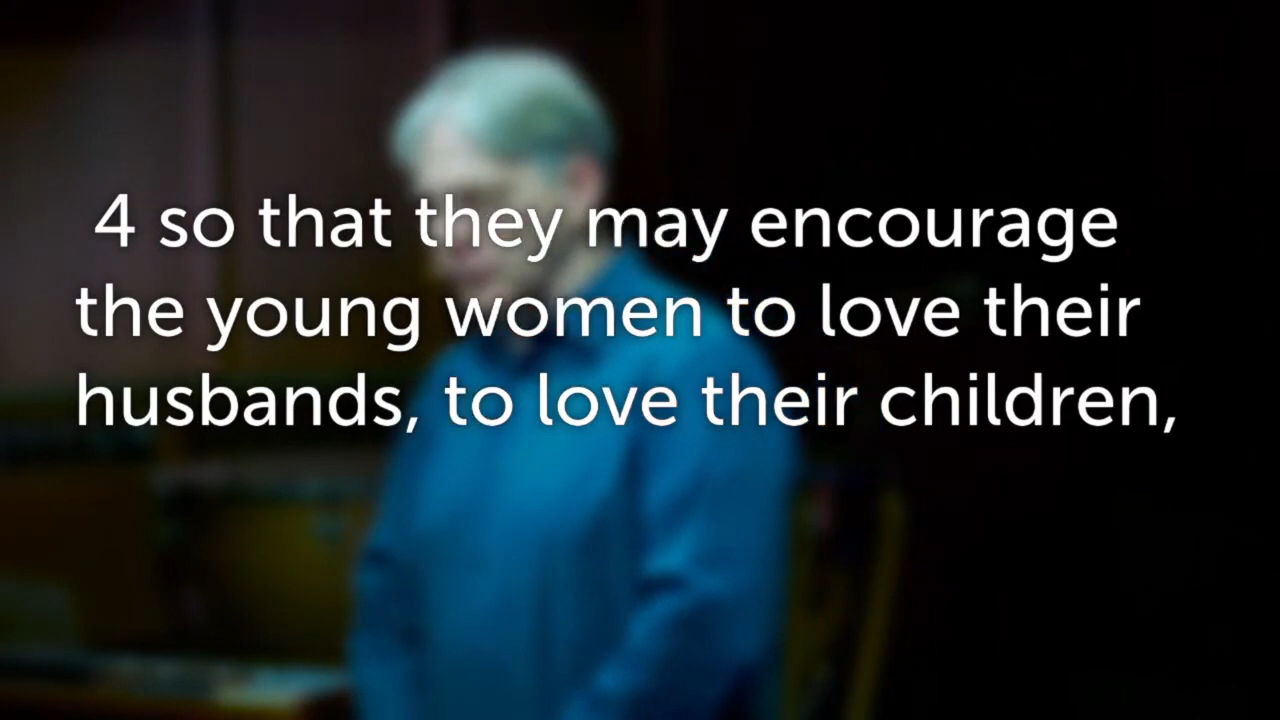 4 so that they may encourage
the young women to love their
husbands, to love their children,